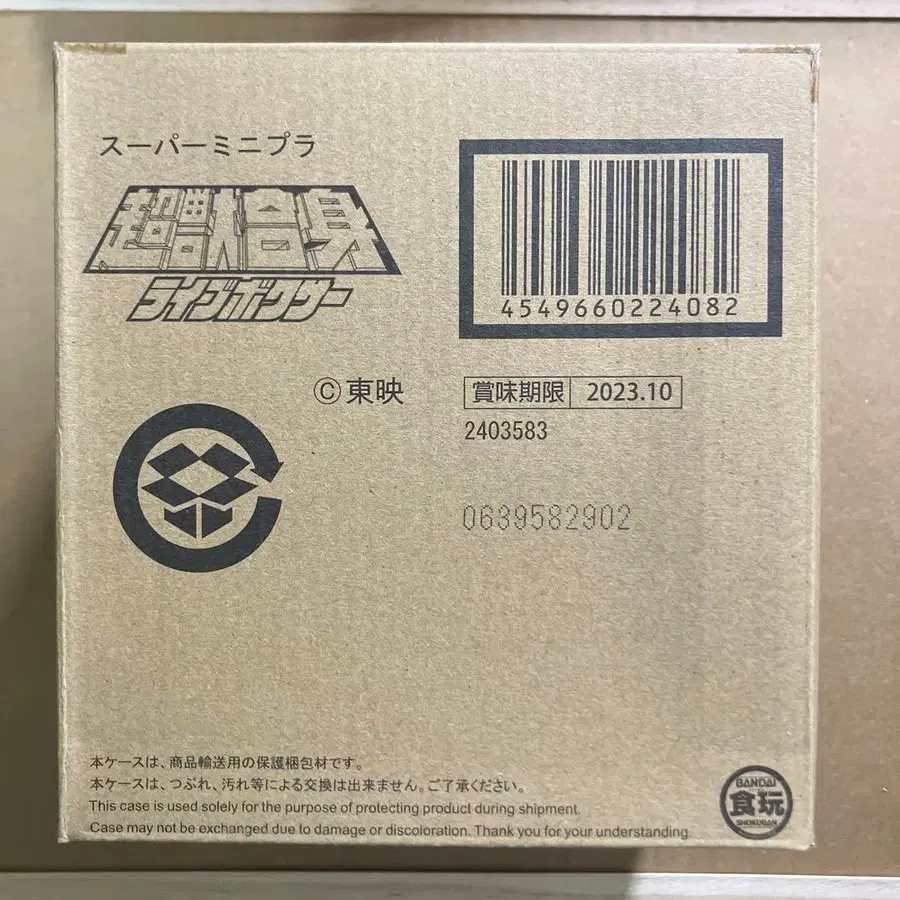 スーパーミニプラ
超獣合身
ライブボクサー
4549660224082
©東映
賞味期限 2023.10
2403583
0639582902
本ケースは、商品輸送用の保護梱包材です。
本ケースは、つぶれ、汚れ等による交換は出来ません。ご了承ください。
This case is used solely for the purpose of protecting product during shipment.
Case may not be exchanged due to damage or discoloration. Thank you for your understanding.
BANDAI
食玩
SHOKUGAN